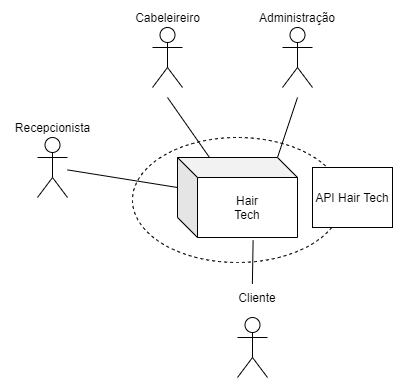 Cabeleireiro
Administração
Recepcionista
Hair
Tech
API Hair Tech
Cliente